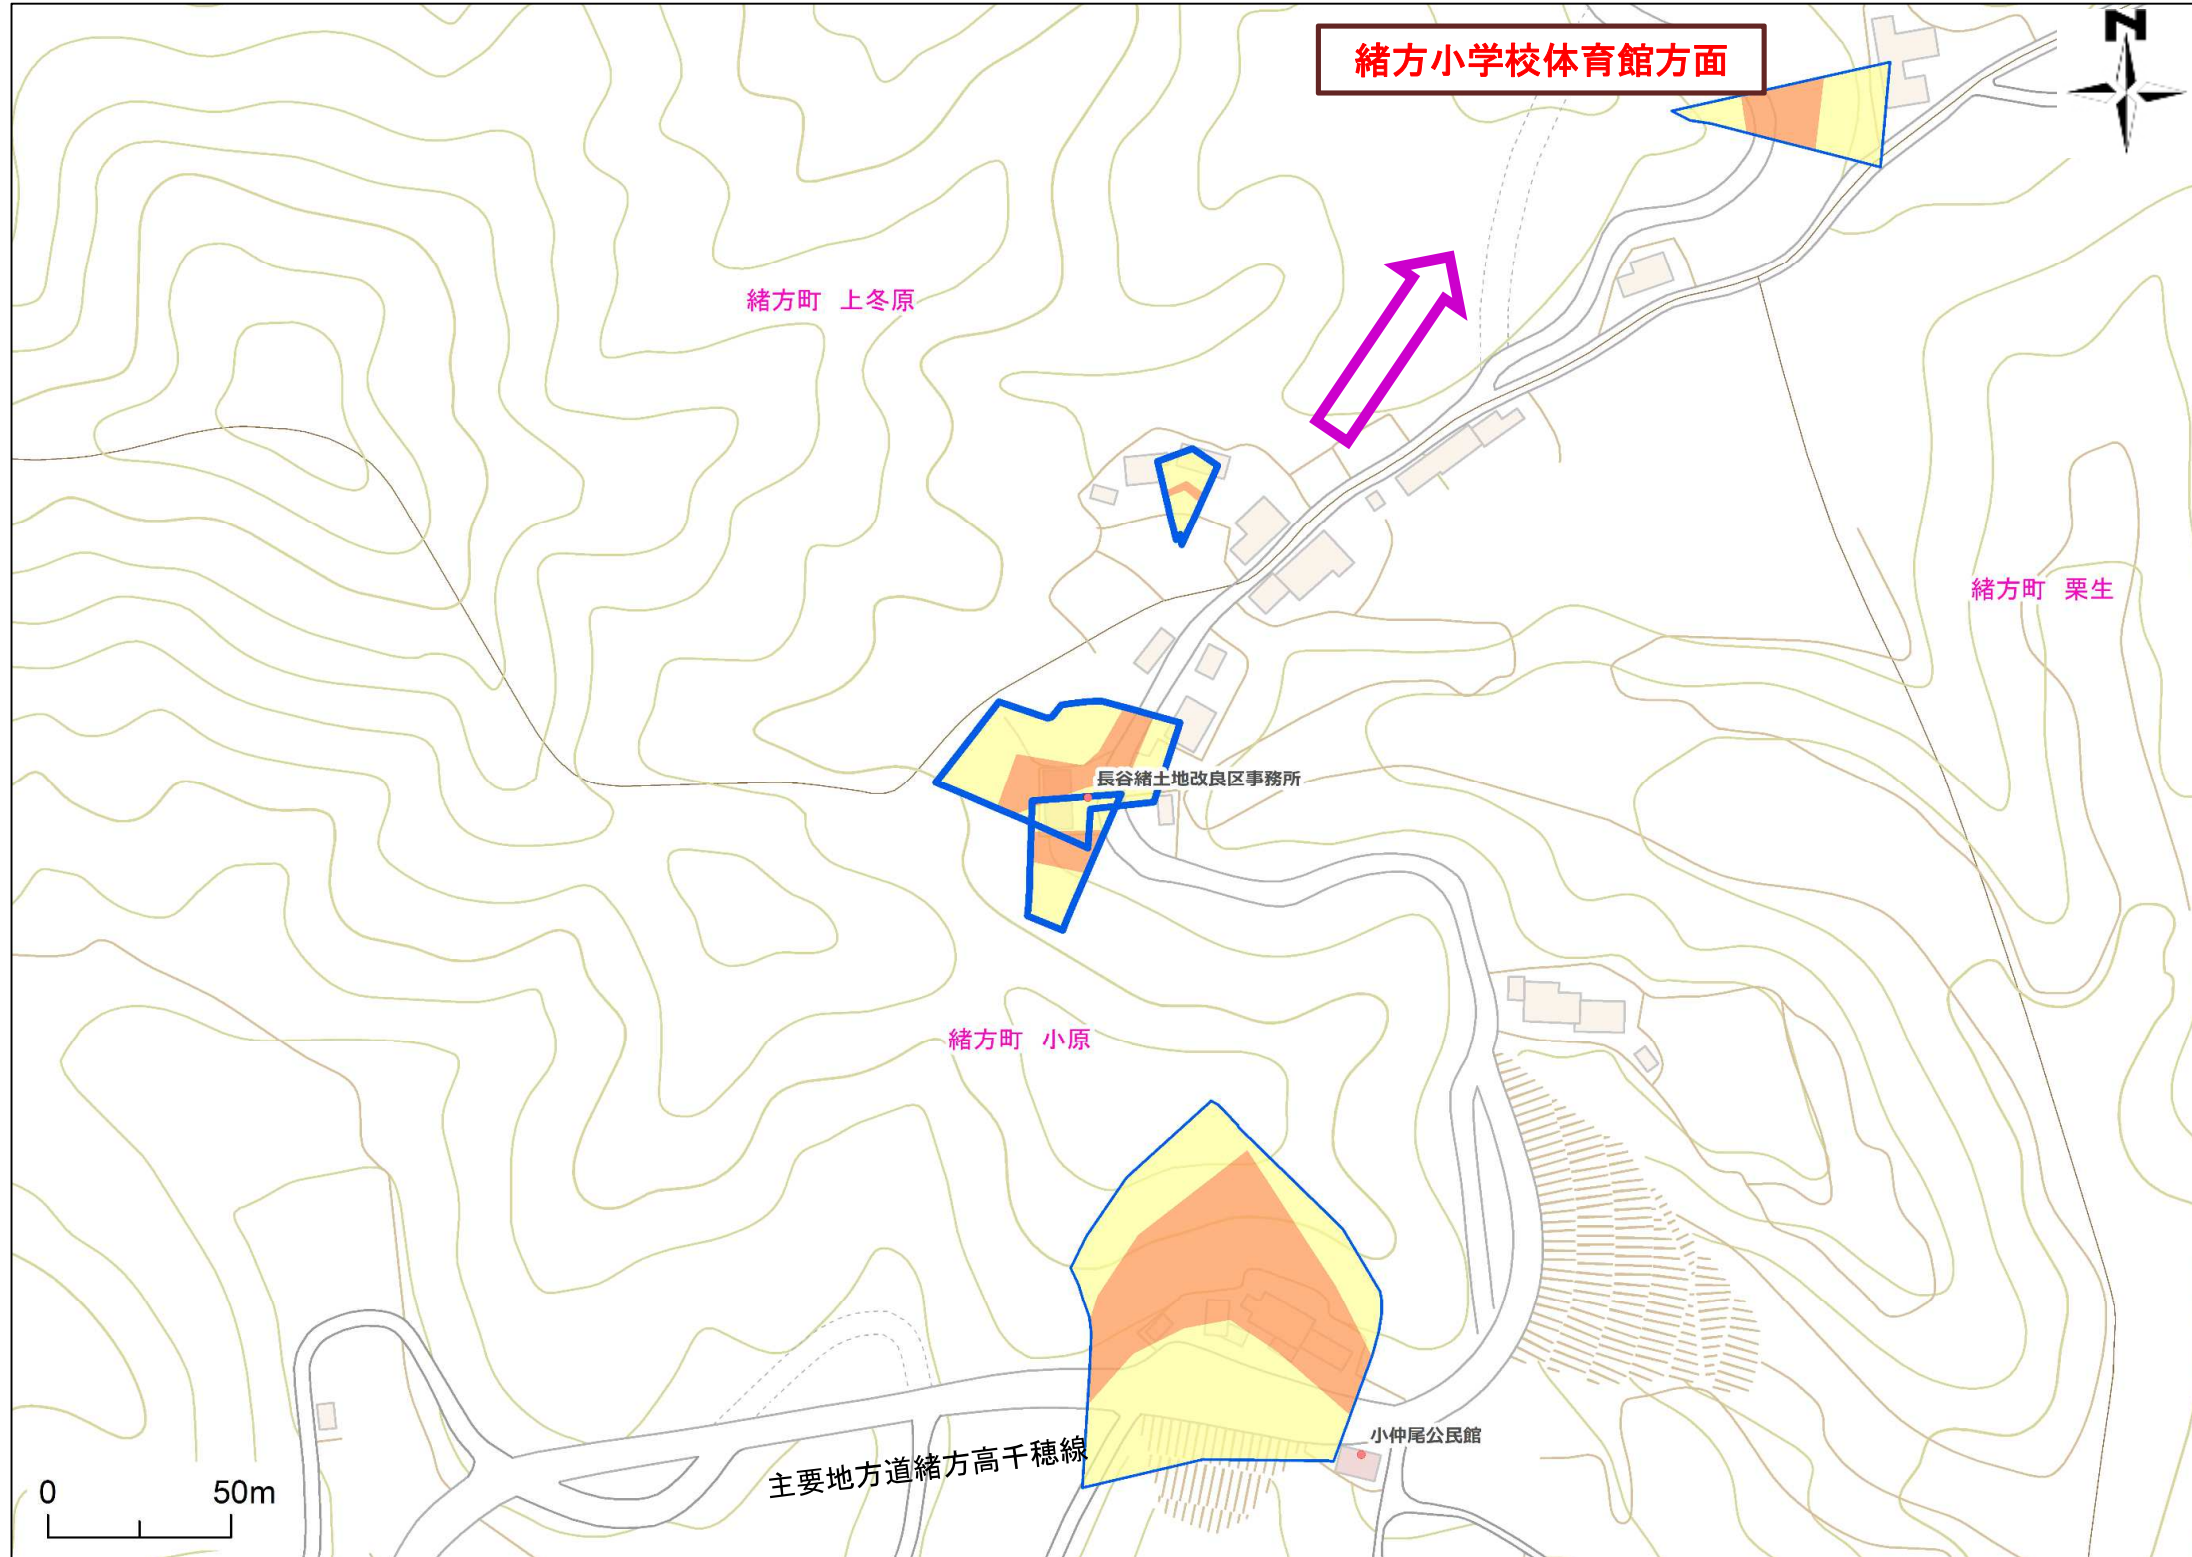 緒方小学校体育館方面
N
緒方町 上冬原
緒方町 栗生
長谷緒土地改良区事務所
緒方町 小原
小仲尾公民館
主要地方道緒方高千穂線
0 50m